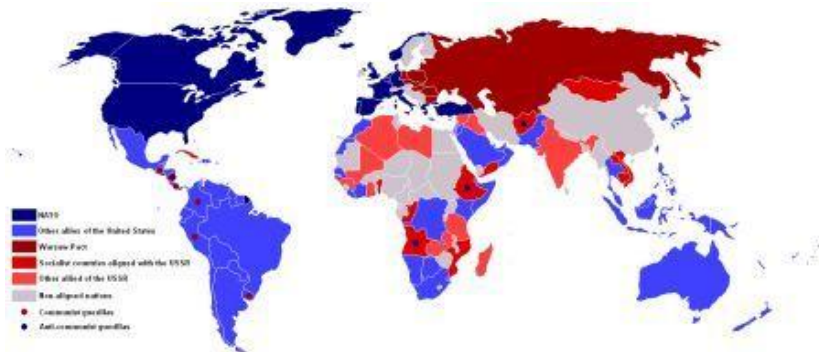 NATO
Other allies of the United States
Warsaw Pact
Socialist countries aligned with the USSR
Other allied of the USSR
Non-aligned nations
Communist guerillas
Anti-communist guerillas